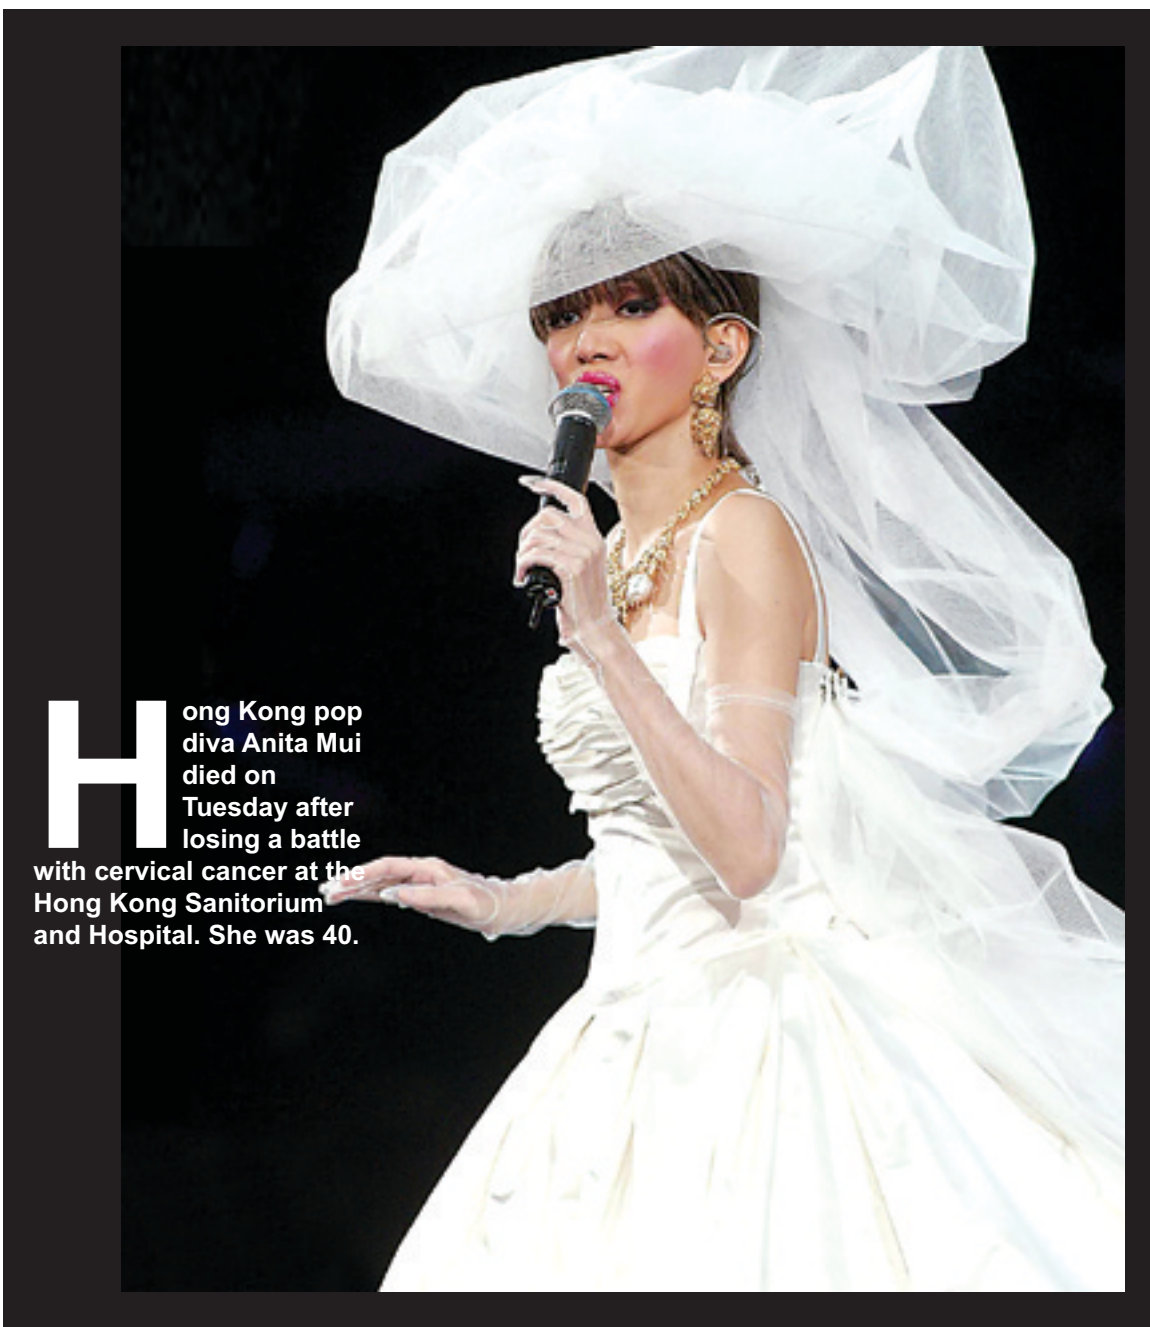 Hong Kong pop
diva Anita Mui
died on
Tuesday after
losing a battle
with cervical cancer at the
Hong Kong Sanitorium
and Hospital. She was 40.